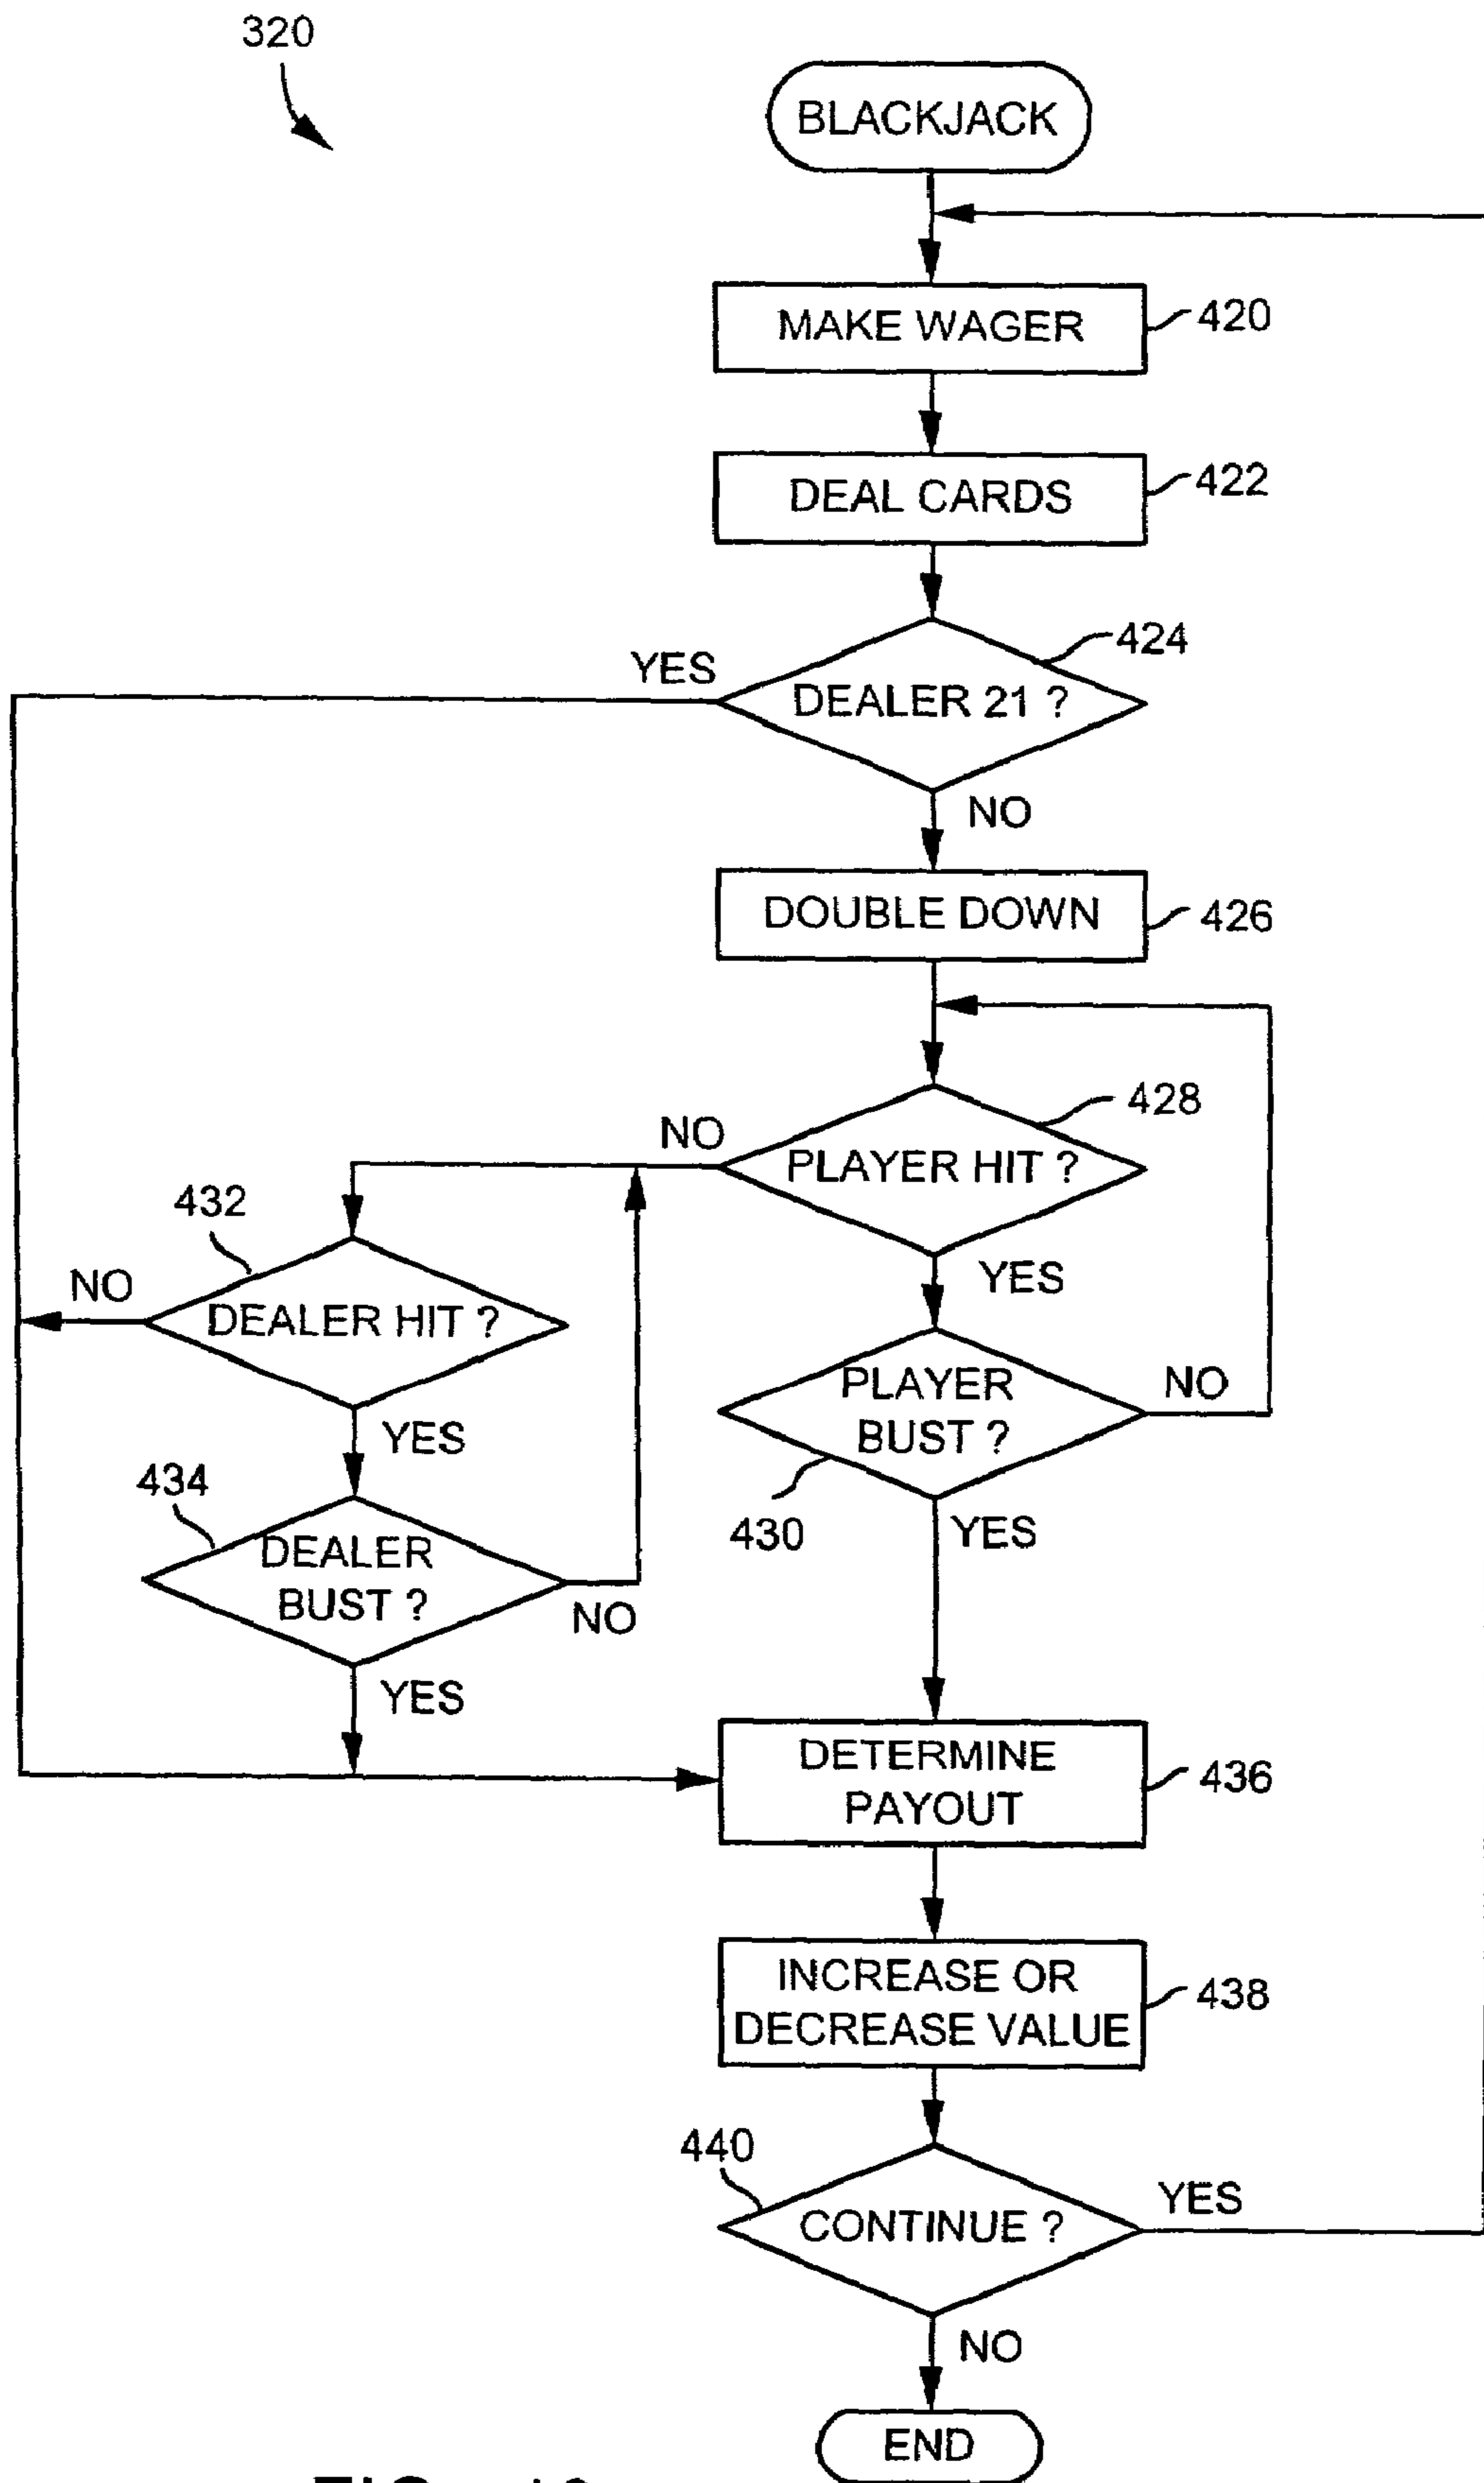 320
BLACKJACK
MAKE WAGER
420
DEAL CARDS
422
424
YES
DEALER 21 ?
NO
DOUBLE DOWN
426
428
NO
PLAYER HIT ?
432
YES
NO
DEALER HIT ?
PLAYER
BUST ?
NO
YES
434
430
YES
DEALER
BUST ?
NO
YES
DETERMINE
PAYOUT
436
INCREASE OR
DECREASE VALUE
438
440
YES
CONTINUE ?
NO
END